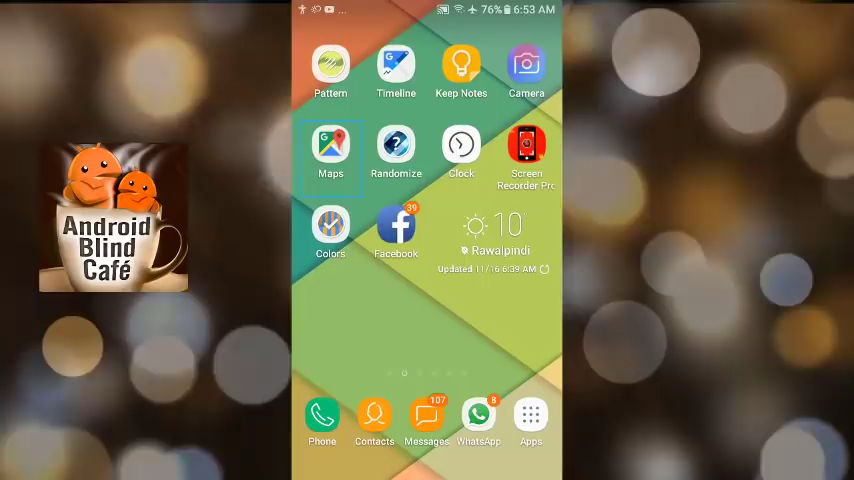 ... 76% 6:53 AM
Pattern Timeline Keep Notes Camera
Maps Randomize Clock Screen
Recorder Pro
39
10°
Colors Facebook Rawalpindi
Updated 11/16 6:39 AM
Android
Blind
Café
107 8
Phone Contacts Messages WhatsApp Apps